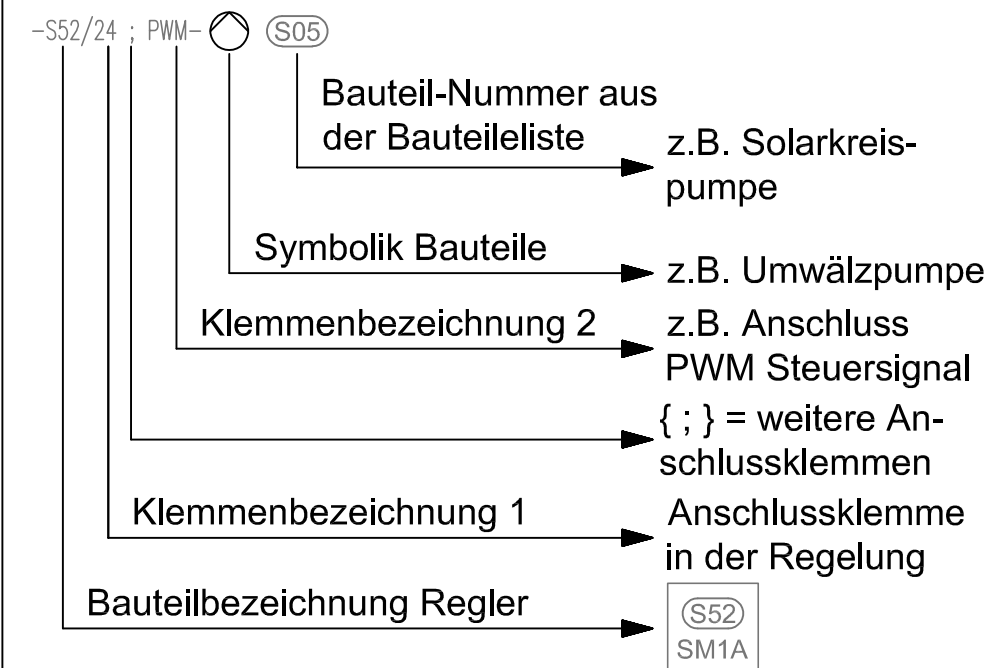 -S52/24 ; PWM- S05
Bauteil-Nummer aus
der Bauteileliste
z.B. Solarkreis-
pumpe
Symbolik Bauteile
z.B. Umwälzpumpe
Klemmenbezeichnung 2
z.B. Anschluss
PWM Steuersignal
{ ; } = weitere An-
schlussklemmen
Klemmenbezeichnung 1
Anschlussklemme
in der Regelung
Bauteilbezeichnung Regler
S52
SM1A